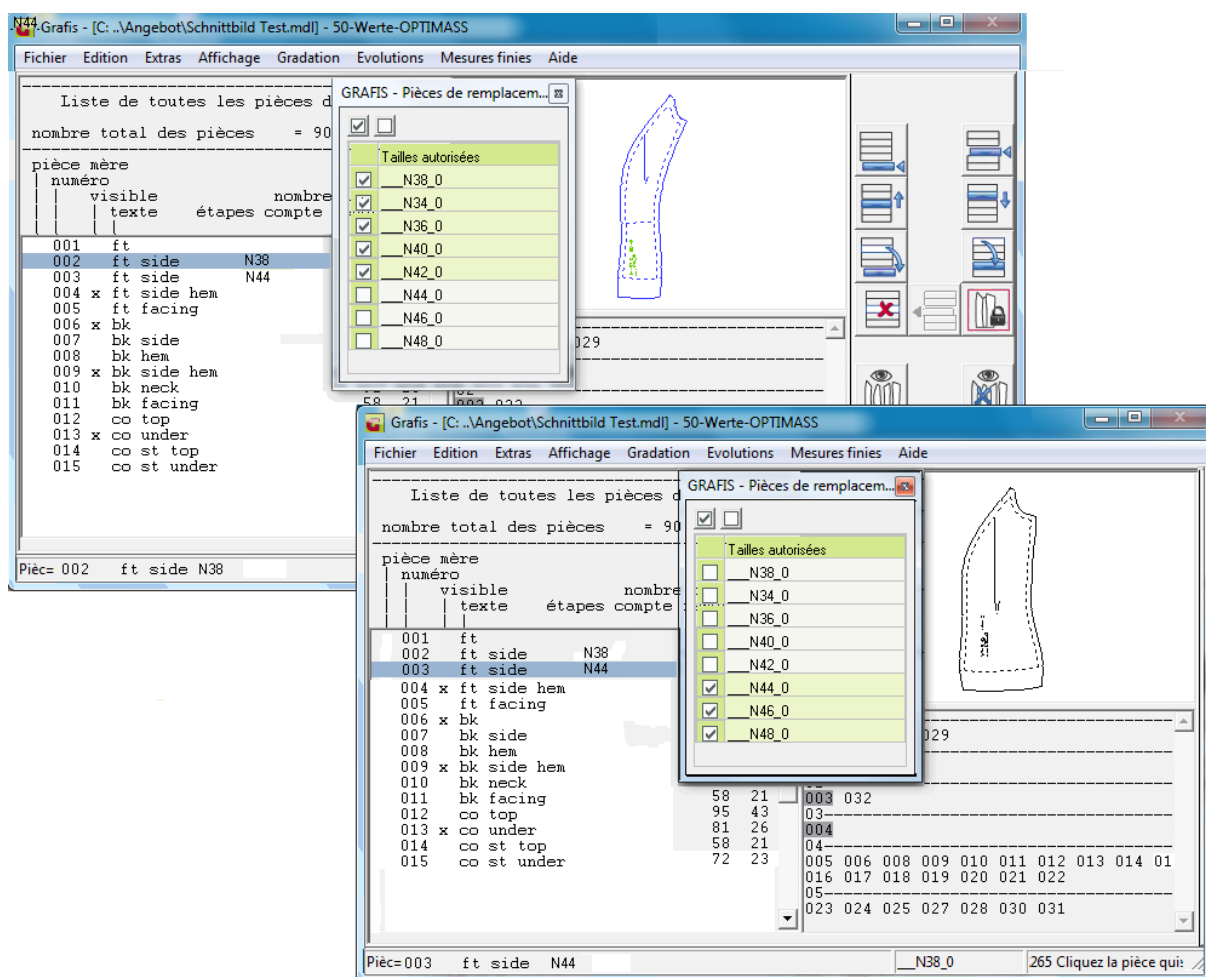 N44
Grafis - [C: ..\Angebot\Schnittbild Test.mdl] - 50-Werte-OPTIMASS
Fichier Edition Extras Affichage Gradation Evolutions Mesures finies Aide
Liste de toutes les pièces d
nombre total des pièces = 90
pièce mère
numéro
visible nombre
texte étapes compte
001 ft
002 ft side N38
003 ft side N44
004 x ft side hem
005 ft facing
006 x bk
007 bk side
008 bk hem
009 x bk side hem
010 bk neck
011 bk facing 58 21
012 co top
013 x co under
014 co st top
015 co st under
Pièc= 002 ft side N38
GRAFIS - Pièces de remplacem...
Tailles autorisées
__N38_0
__N34_0
__N36_0
__N40_0
__N42_0
__N44_0
__N46_0
__N48_0
029
Grafis - [C: ..\Angebot\Schnittbild Test.mdl] - 50-Werte-OPTIMASS
Fichier Edition Extras Affichage Gradation Evolutions Mesures finies Aide
Liste de toutes les pièces d
nombre total des pièces = 90
pièce mère
numéro
visible nombre
texte étapes compte
001 ft
002 ft side N38
003 ft side N44
004 x ft side hem
005 ft facing
006 x bk
007 bk side
008 bk hem
009 x bk side hem
010 bk neck
011 bk facing 58 21
012 co top 95 43
013 x co under 81 26
014 co st top 58 21
015 co st under 72 23
GRAFIS - Pièces de remplacem...
Tailles autorisées
__N38_0
__N34_0
__N36_0
__N40_0
__N42_0
__N44_0
__N46_0
__N48_0
029
003 032
03
004
04
005 006 008 009 010 011 012 013 014 01
016 017 018 019 020 021 022
05
023 024 025 027 028 030 031
Pièc=003 ft side N44 __N38_0 265 Cliquez la pièce qui: